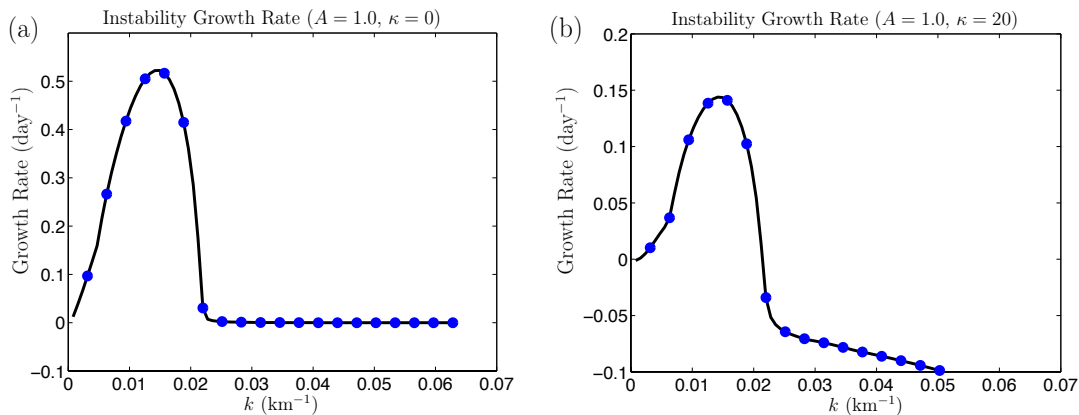 (a)
Instability Growth Rate (A = 1.0, κ = 0)
Growth Rate (day⁻¹)
0.5
0.4
0.3
0.2
0.1
0
−0.1
0 0.01 0.02 0.03 0.04 0.05 0.06 0.07
k (km⁻¹)
(b)
Instability Growth Rate (A = 1.0, κ = 20)
Growth Rate (day⁻¹)
0.2
0.15
0.1
0.05
0
−0.05
−0.1
0 0.01 0.02 0.03 0.04 0.05 0.06 0.07
k (km⁻¹)